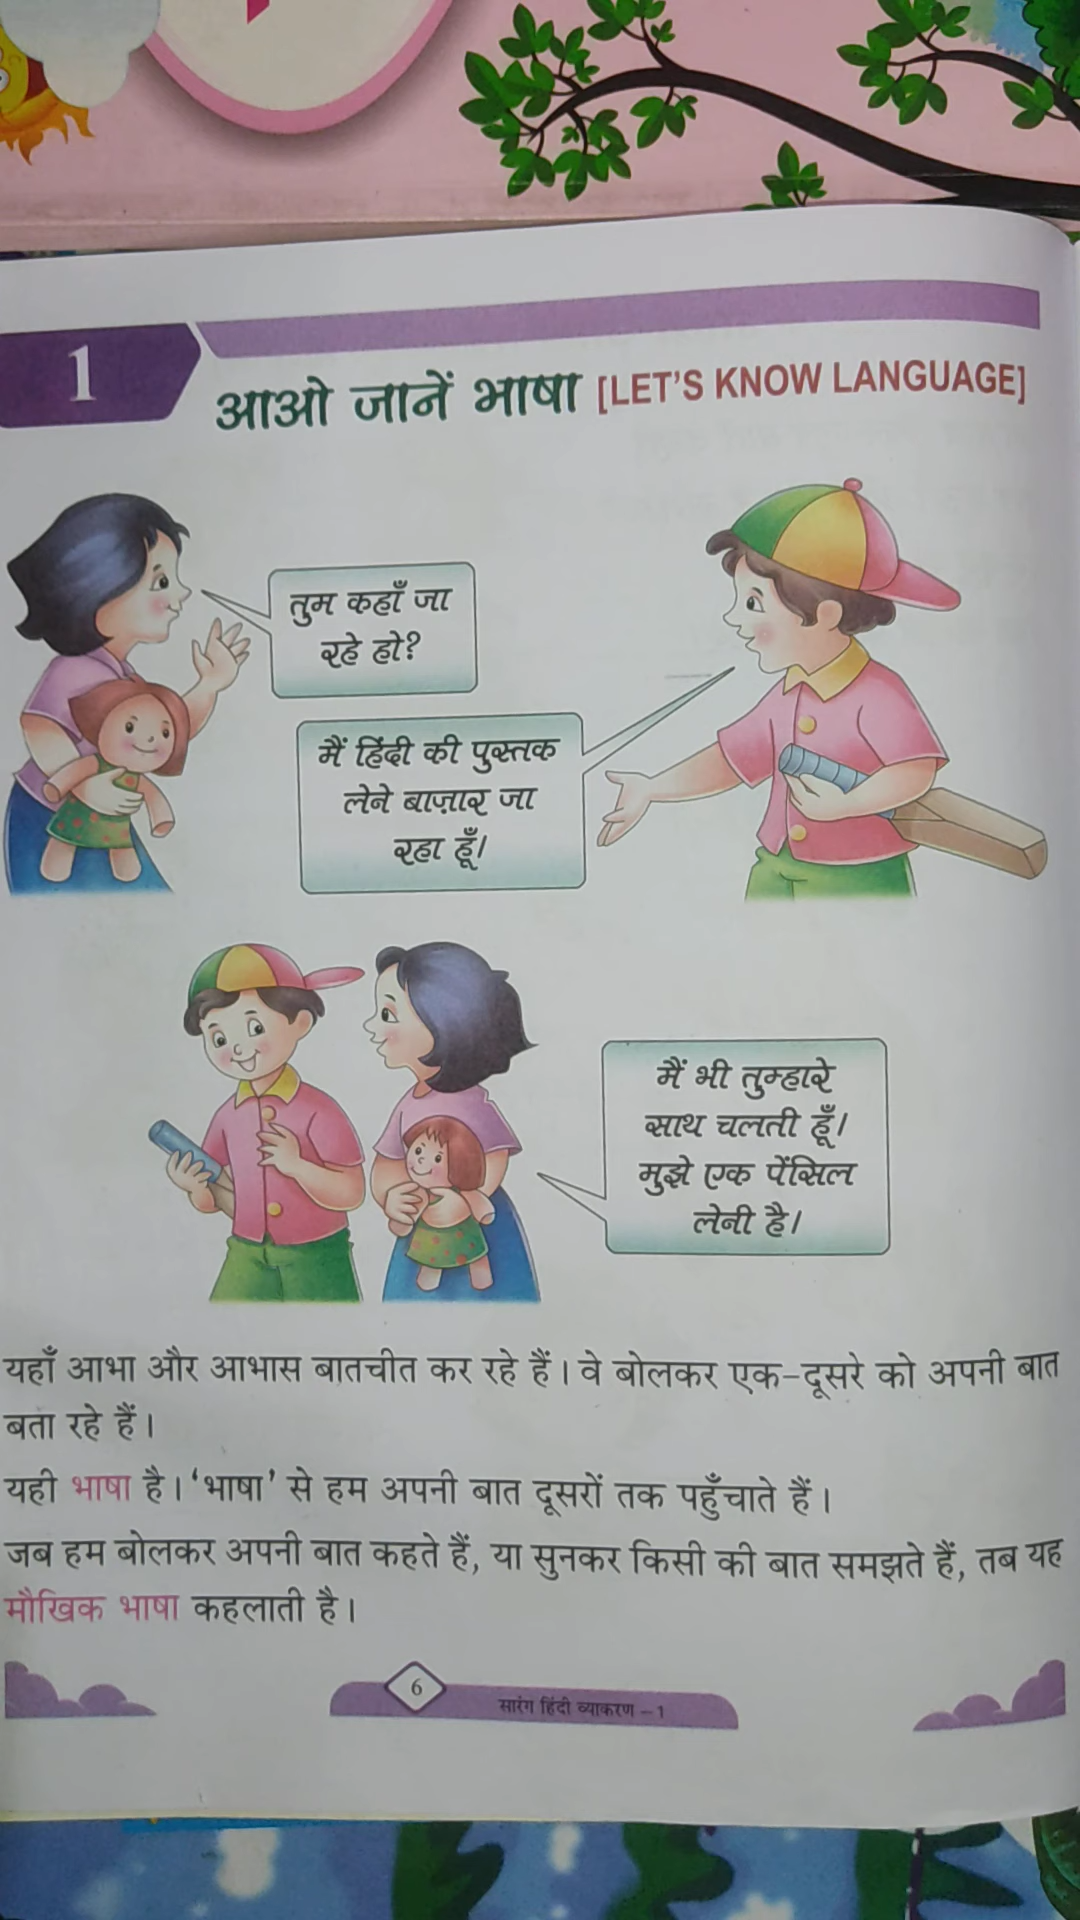 1
आओ जानें भाषा [LET'S KNOW LANGUAGE]
तुम कहाँ जा
रहे हो?
मैं हिंदी की पुस्तक
लेने बाज़ार जा
रहा हूँ।
मैं भी तुम्हारे
साथ चलती हूँ।
मुझे एक पेंसिल
लेनी है।
यहाँ आभा और आभास बातचीत कर रहे हैं। वे बोलकर एक-दूसरे को अपनी बात
बता रहे हैं।
यही भाषा है। 'भाषा' से हम अपनी बात दूसरों तक पहुँचाते हैं।
जब हम बोलकर अपनी बात कहते हैं, या सुनकर किसी की बात समझते हैं, तब यह
मौखिक भाषा कहलाती है।
6
सारंग हिंदी व्याकरण – 1